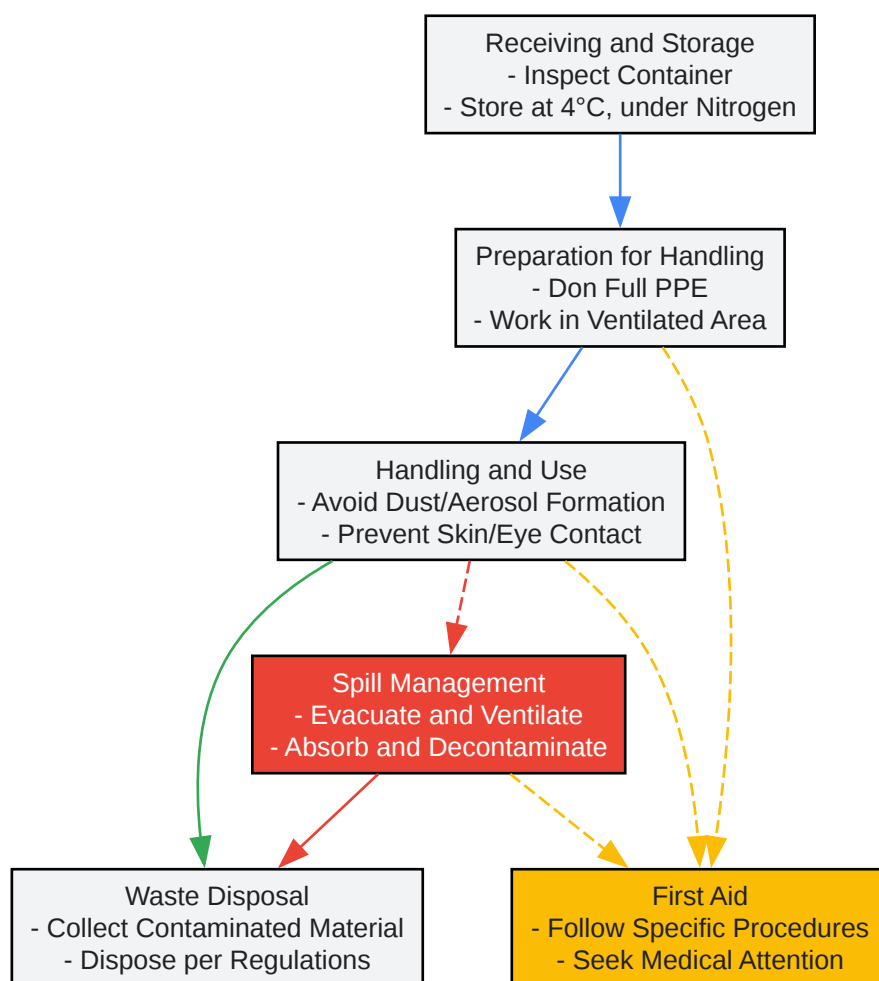 Receiving and Storage
- Inspect Container
- Store at 4°C, under Nitrogen
Preparation for Handling
- Don Full PPE
- Work in Ventilated Area
Handling and Use
- Avoid Dust/Aerosol Formation
- Prevent Skin/Eye Contact
Spill Management
- Evacuate and Ventilate
- Absorb and Decontaminate
Waste Disposal
- Collect Contaminated Material
- Dispose per Regulations
First Aid
- Follow Specific Procedures
- Seek Medical Attention